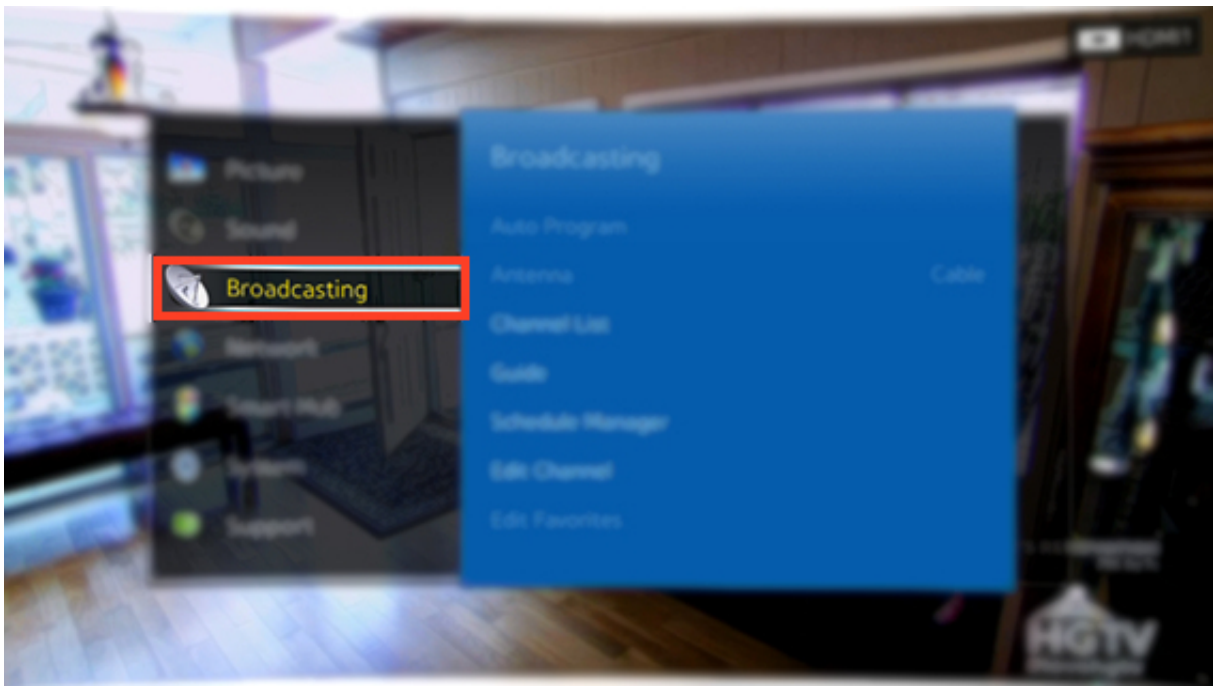 HDMI1
Picture
Broadcasting
Sound
Auto Program
Antenna
Cable
Broadcasting
Channel List
Network
Guide
Smart Hub
Schedule Manager
System
Edit Channel
Support
Edit Favorites
HGTV